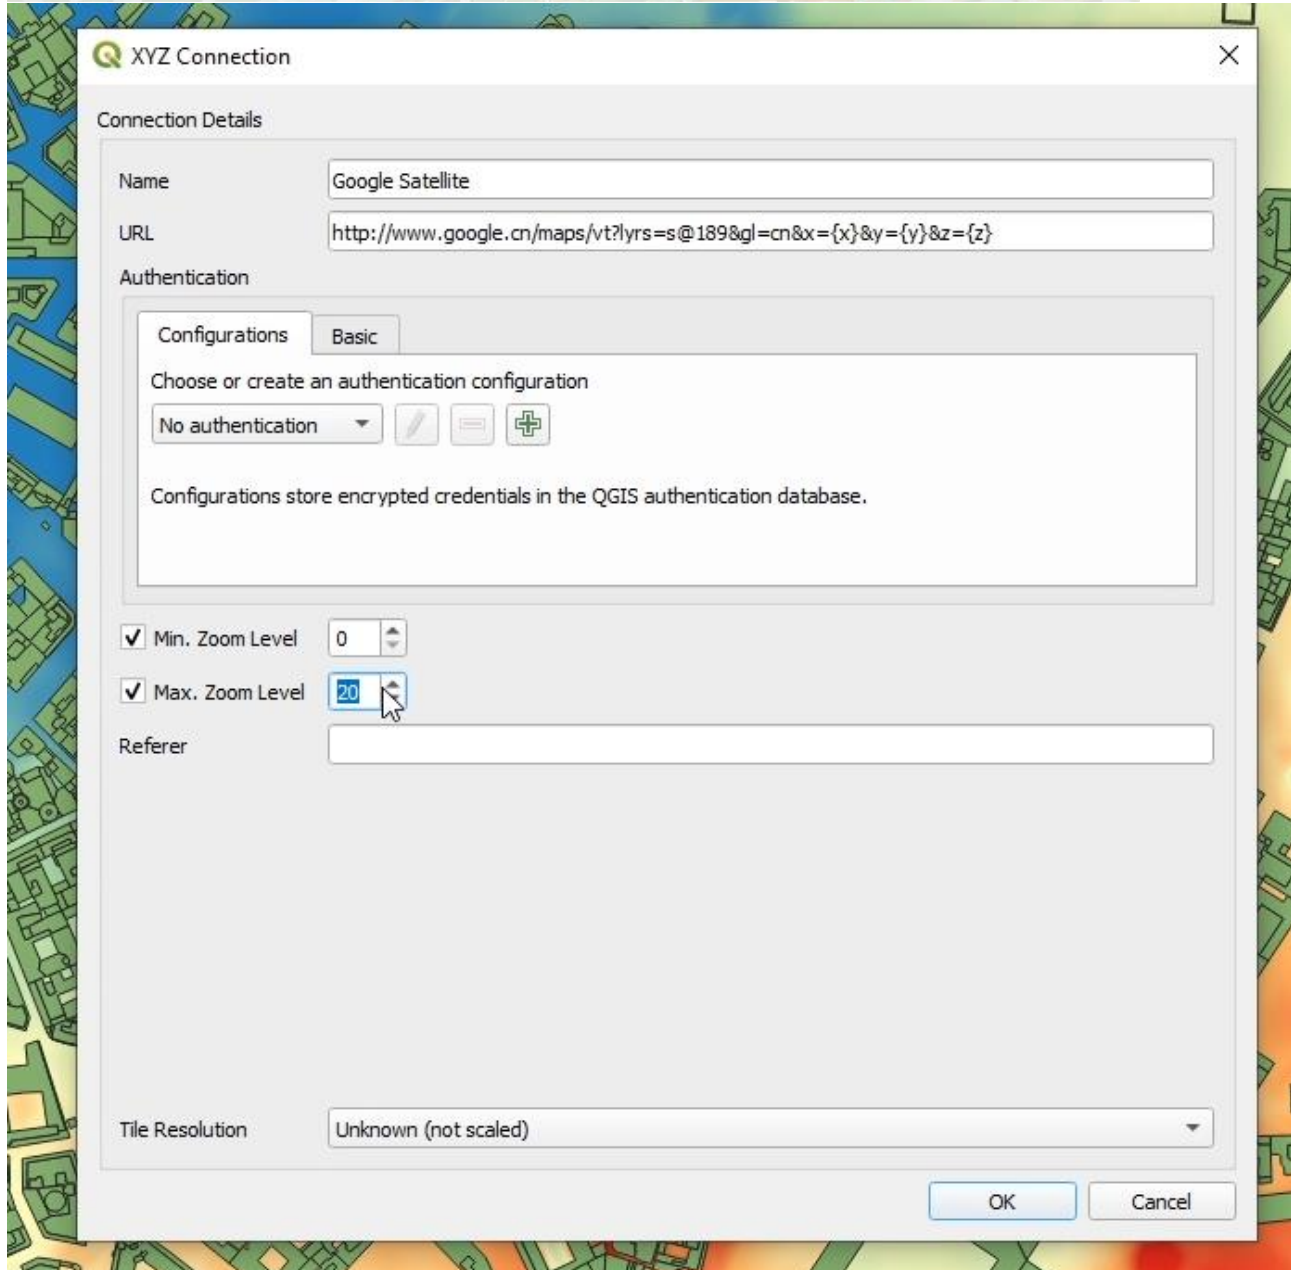 XYZ Connection
Connection Details
Name Google Satellite
URL http://www.google.cn/maps/vt?lyrs=s@189&gl=cn&x={x}&y={y}&z={z}
Authentication
Configurations Basic
Choose or create an authentication configuration
No authentication
Configurations store encrypted credentials in the QGIS authentication database.
Min. Zoom Level 0
Max. Zoom Level 20
Referer
Tile Resolution Unknown (not scaled)
OK Cancel